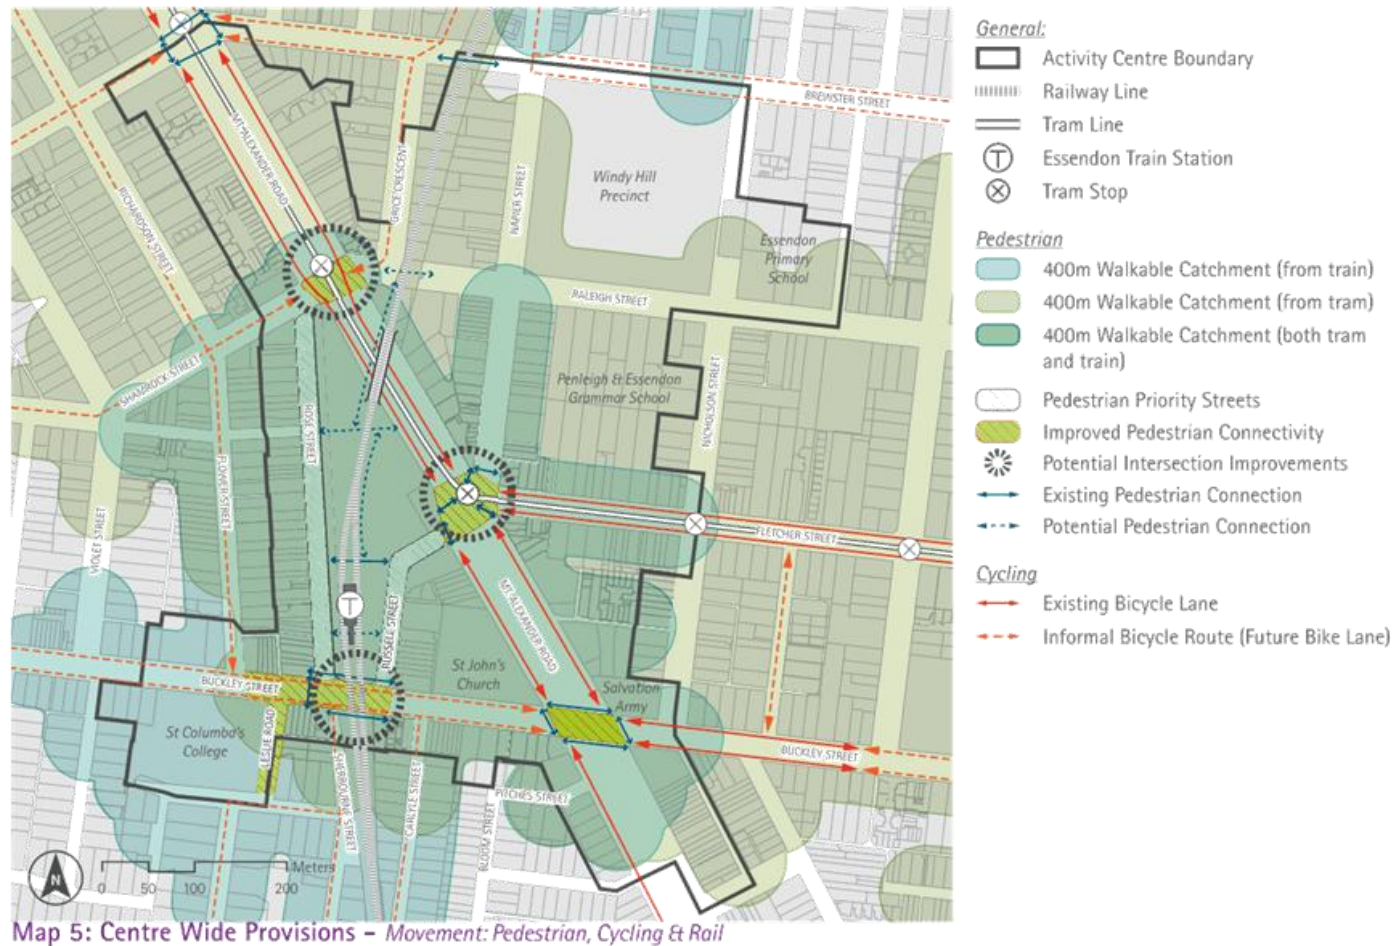 General:
Activity Centre Boundary
Railway Line
Tram Line
T
Essendon Train Station
Tram Stop
Pedestrian
400m Walkable Catchment (from train)
400m Walkable Catchment (from tram)
400m Walkable Catchment (both tram
and train)
Pedestrian Priority Streets
Improved Pedestrian Connectivity
Potential Intersection Improvements
Existing Pedestrian Connection
Potential Pedestrian Connection
Cycling
Existing Bicycle Lane
Informal Bicycle Route (Future Bike Lane)
BREWSTER STREET
MT. ALEXANDER ROAD
GRICE CRESCENT
NAPIER STREET
Windy Hill
Precinct
RICHARDSON STREET
Essendon
Primary
School
RALEIGH STREET
SHAMROCK STREET
Penleigh & Essendon
Grammar School
NICHOLSON STREET
ROSE STREET
FLOWER STREET
VIOLET STREET
FLETCHER STREET
T
RUSSELL STREET
MT. ALEXANDER ROAD
St John's
Church
Salvation
Army
BUCKLEY STREET
St Columba's
College
LESLIE ROAD
BUCKLEY STREET
SHERBOURNE STREET
CARLYLE STREET
PITCHES STREET
BLOOM STREET
N
Meters
0 50 100 200
Map 5: Centre Wide Provisions – Movement: Pedestrian, Cycling & Rail